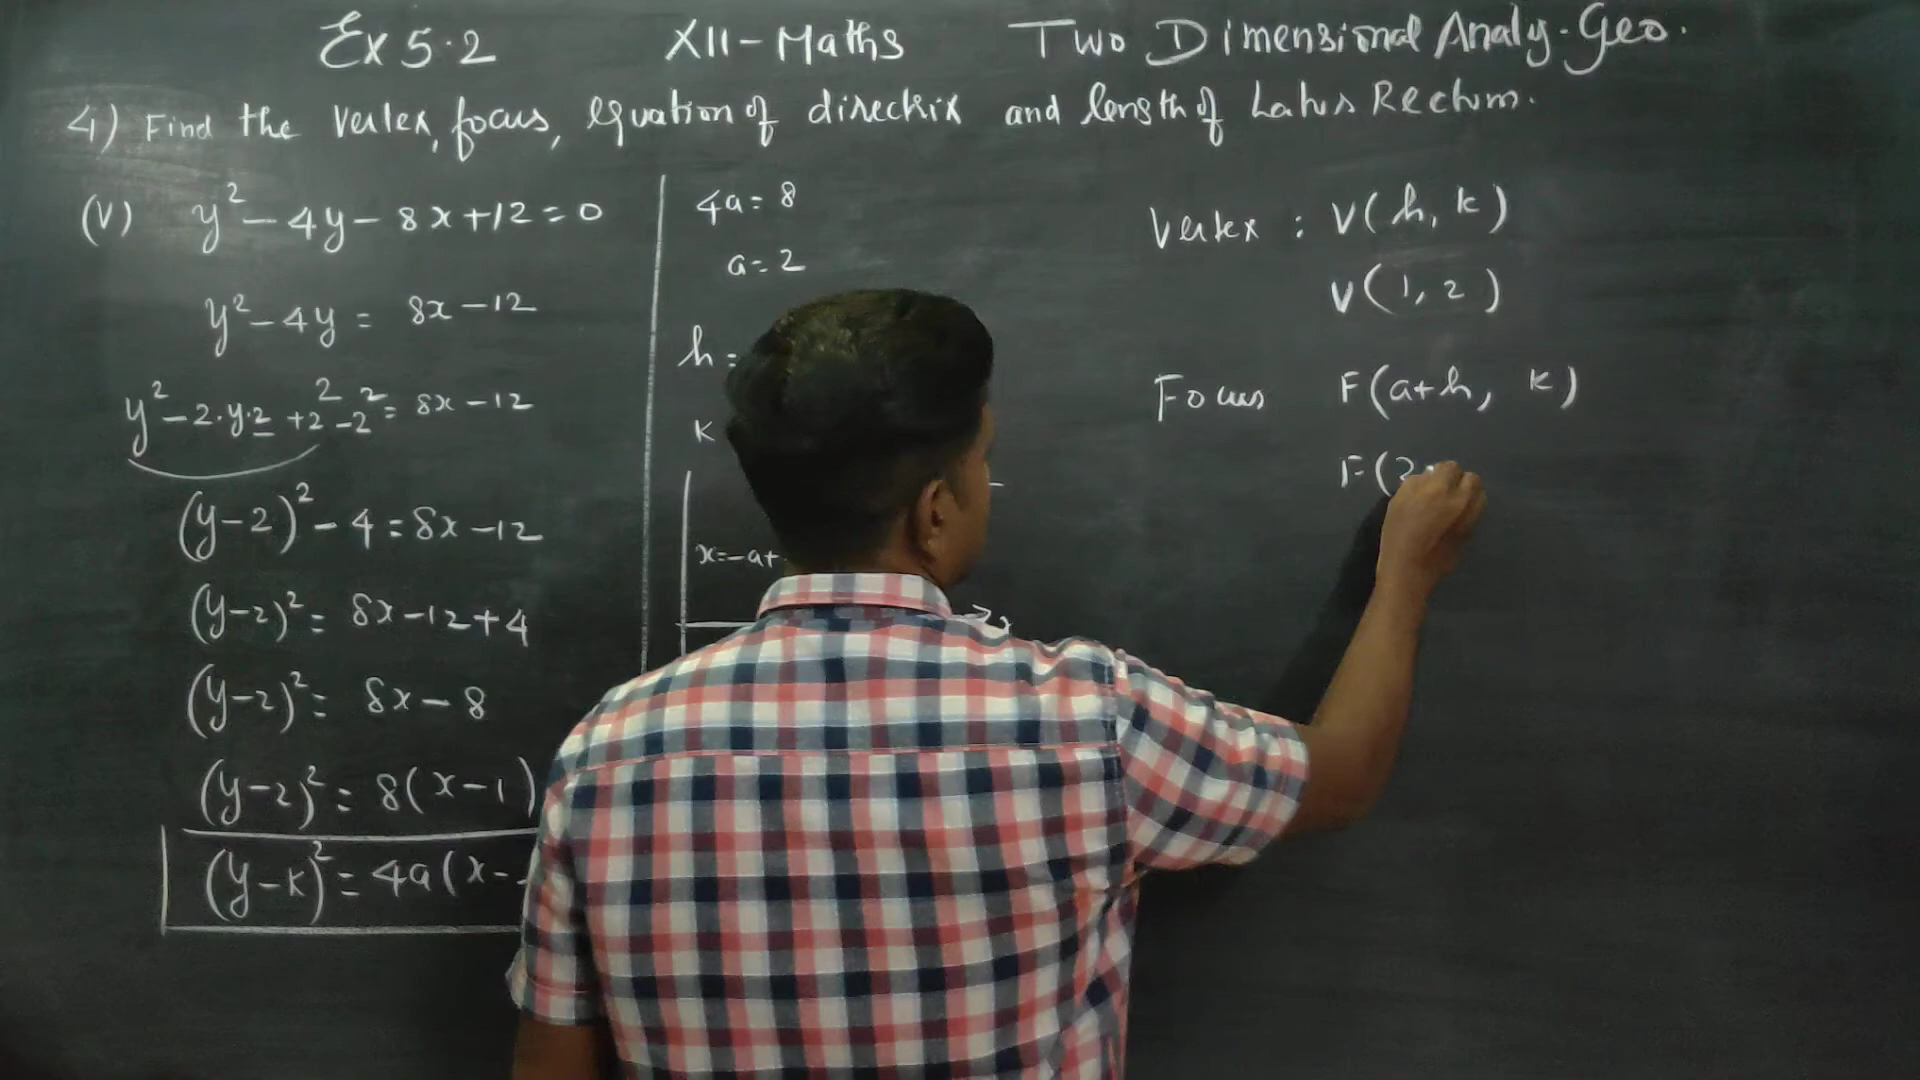 Ex 5.2 XII-Maths Two Dimensional Analy. Geo.
4) Find the vertex, focus, equation of directrix and length of Latus Rectum.
(V) y² - 4y - 8x + 12 = 0
y² - 4y = 8x - 12
y² - 2·y·2 + 2² - 2² = 8x - 12
(y-2)² - 4 = 8x - 12
(y-2)² = 8x - 12 + 4
(y-2)² = 8x - 8
(y-2)² = 8(x-1)
(y-k)² = 4a(x-
4a = 8
a = 2
h =
k
x = -a +
Vertex : V(h, k)
V(1, 2)
Focus F(a+h, k)
F(2